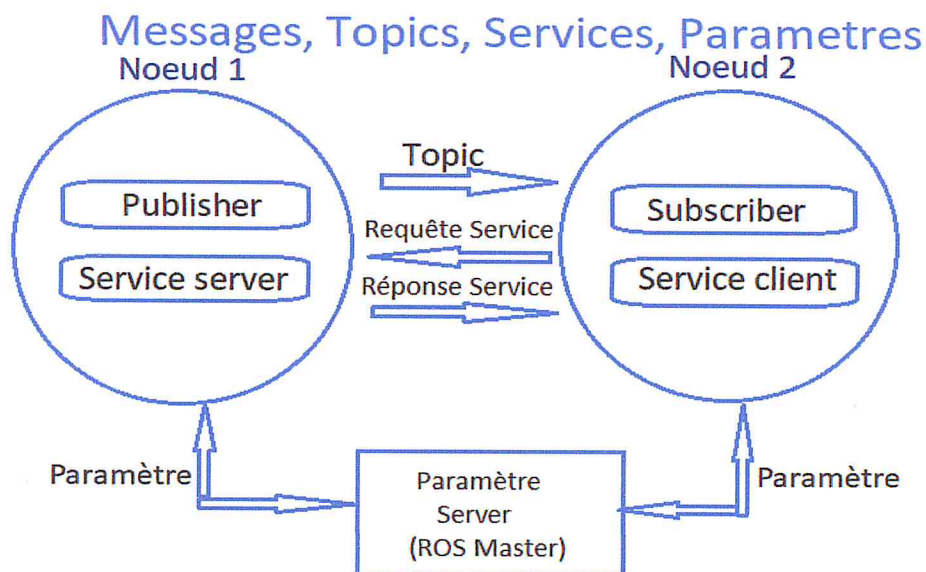 Messages, Topics, Services, Parametres
Noeud 1
Noeud 2
Topic
Publisher
Subscriber
Requête Service
Service server
Service client
Réponse Service
Paramètre
Paramètre
Server
(ROS Master)
Paramètre